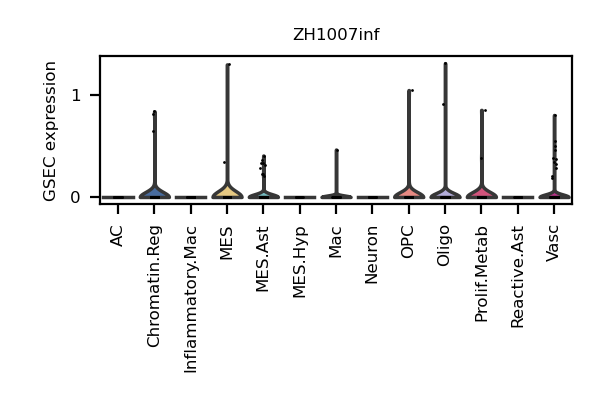 ZH1007inf
GSEC expression
1
0
AC
Chromatin.Reg
Inflammatory.Mac
MES
MES.Ast
MES.Hyp
Mac
Neuron
OPC
Oligo
Prolif.Metab
Reactive.Ast
Vasc